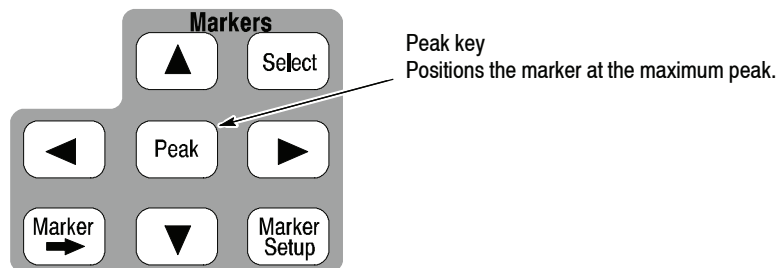 Markers
Select
Peak key
Positions the marker at the maximum peak.
Peak
Marker
Marker
Setup